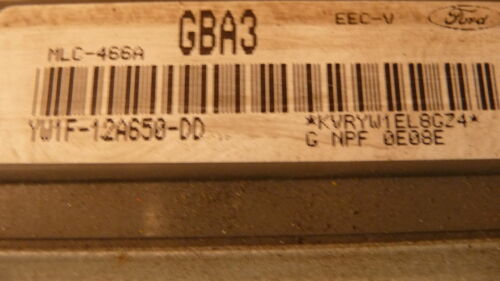 MLC-466A GBA3 EEC-V Ford
YW1F-12A650-DD *KVRYW1EL8GZ4*
G NPF 0E08E